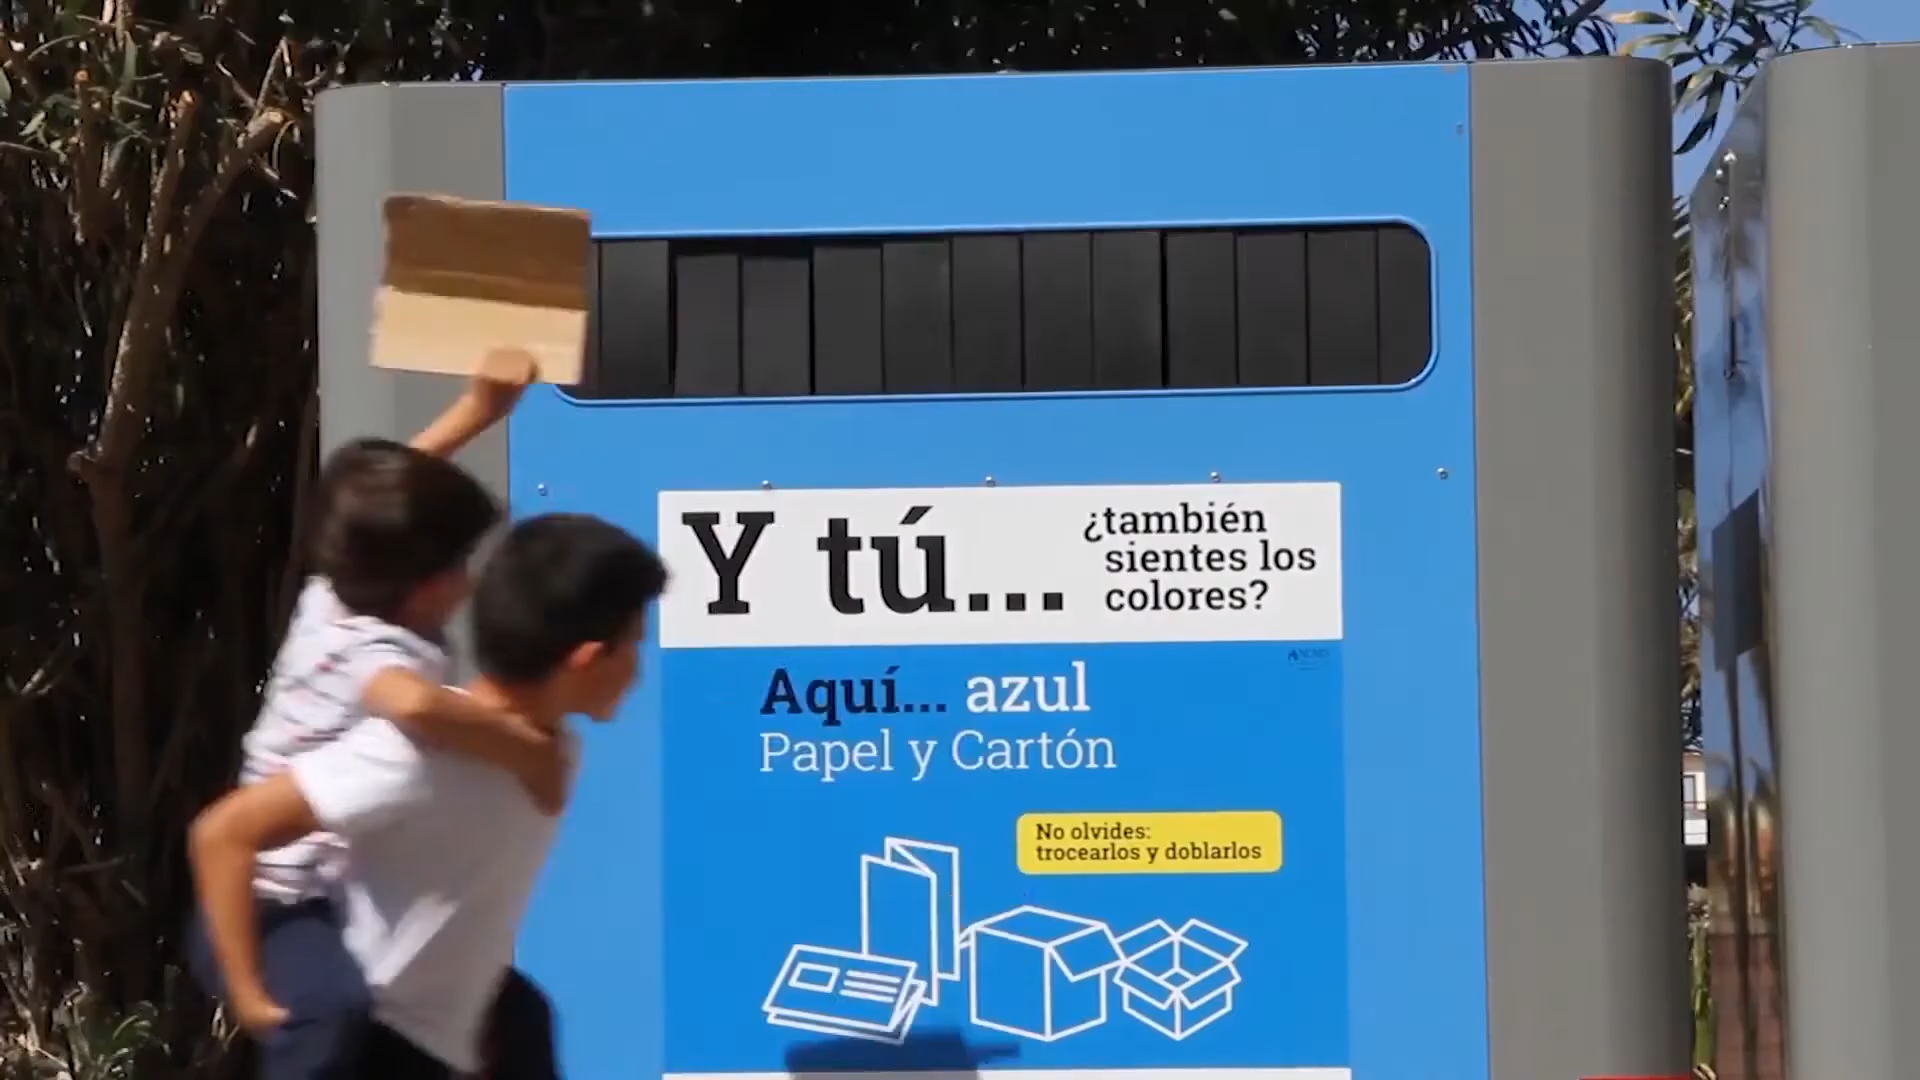 Y tú...
¿también
sientes los
colores?
Aquí... azul
Papel y Cartón
No olvides:
trocearlos y doblarlos